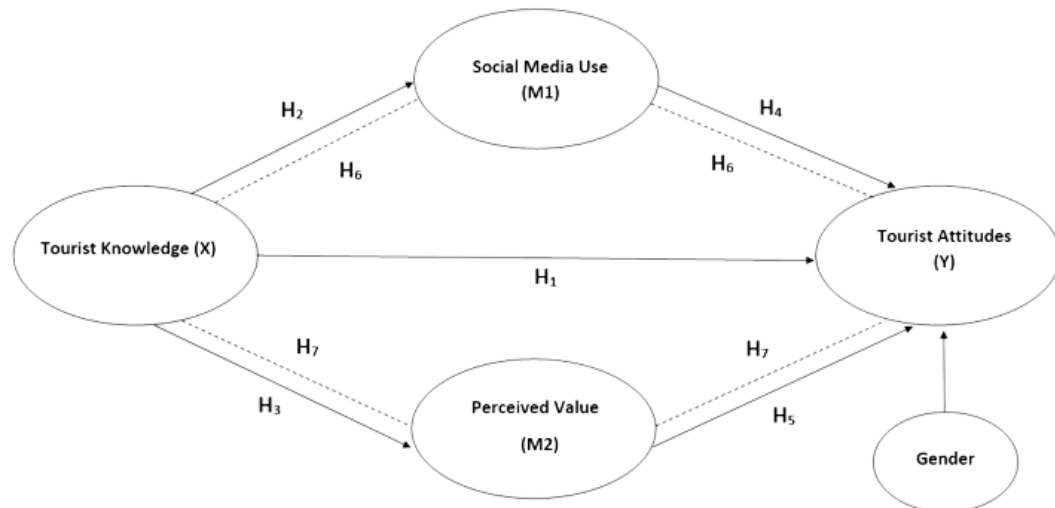 Social Media Use
(M1)
H₂
H₄
H₆
H₆
Tourist Knowledge (X)
Tourist Attitudes
(Y)
H₁
H₇
H₇
H₃
Perceived Value
(M2)
H₅
Gender